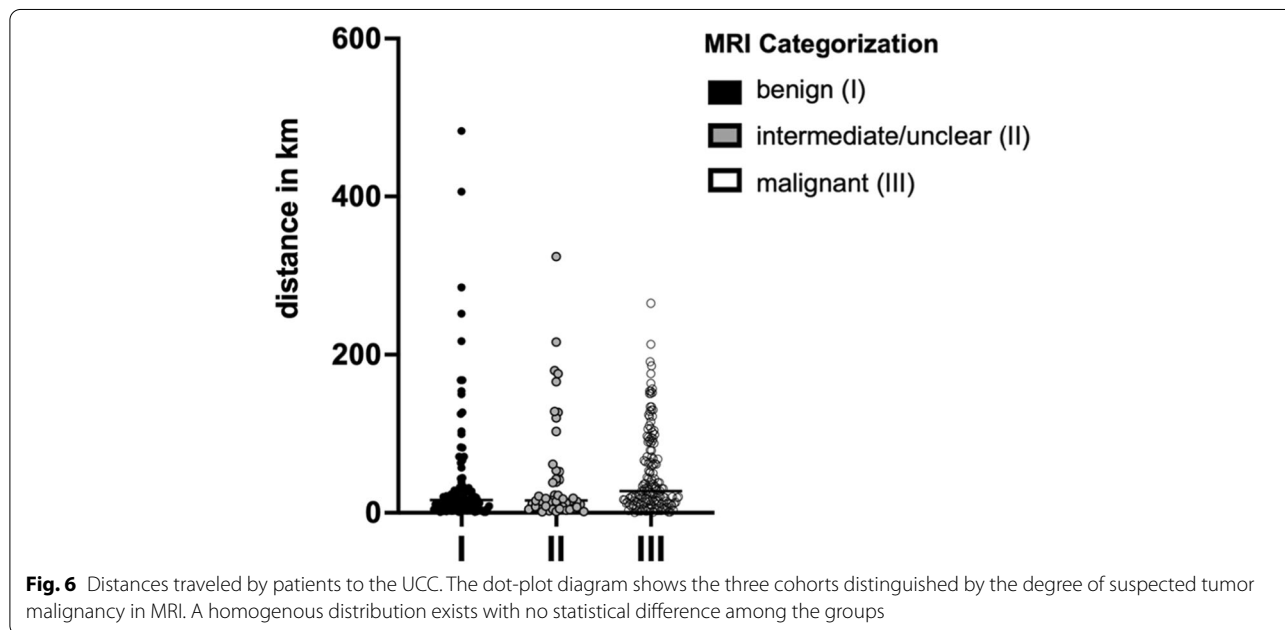 600
400
200
0
distance in km
I II III
MRI Categorization
benign (I)
intermediate/unclear (II)
malignant (III)
Fig. 6 Distances traveled by patients to the UCC. The dot-plot diagram shows the three cohorts distinguished by the degree of suspected tumor
malignancy in MRI. A homogenous distribution exists with no statistical difference among the groups